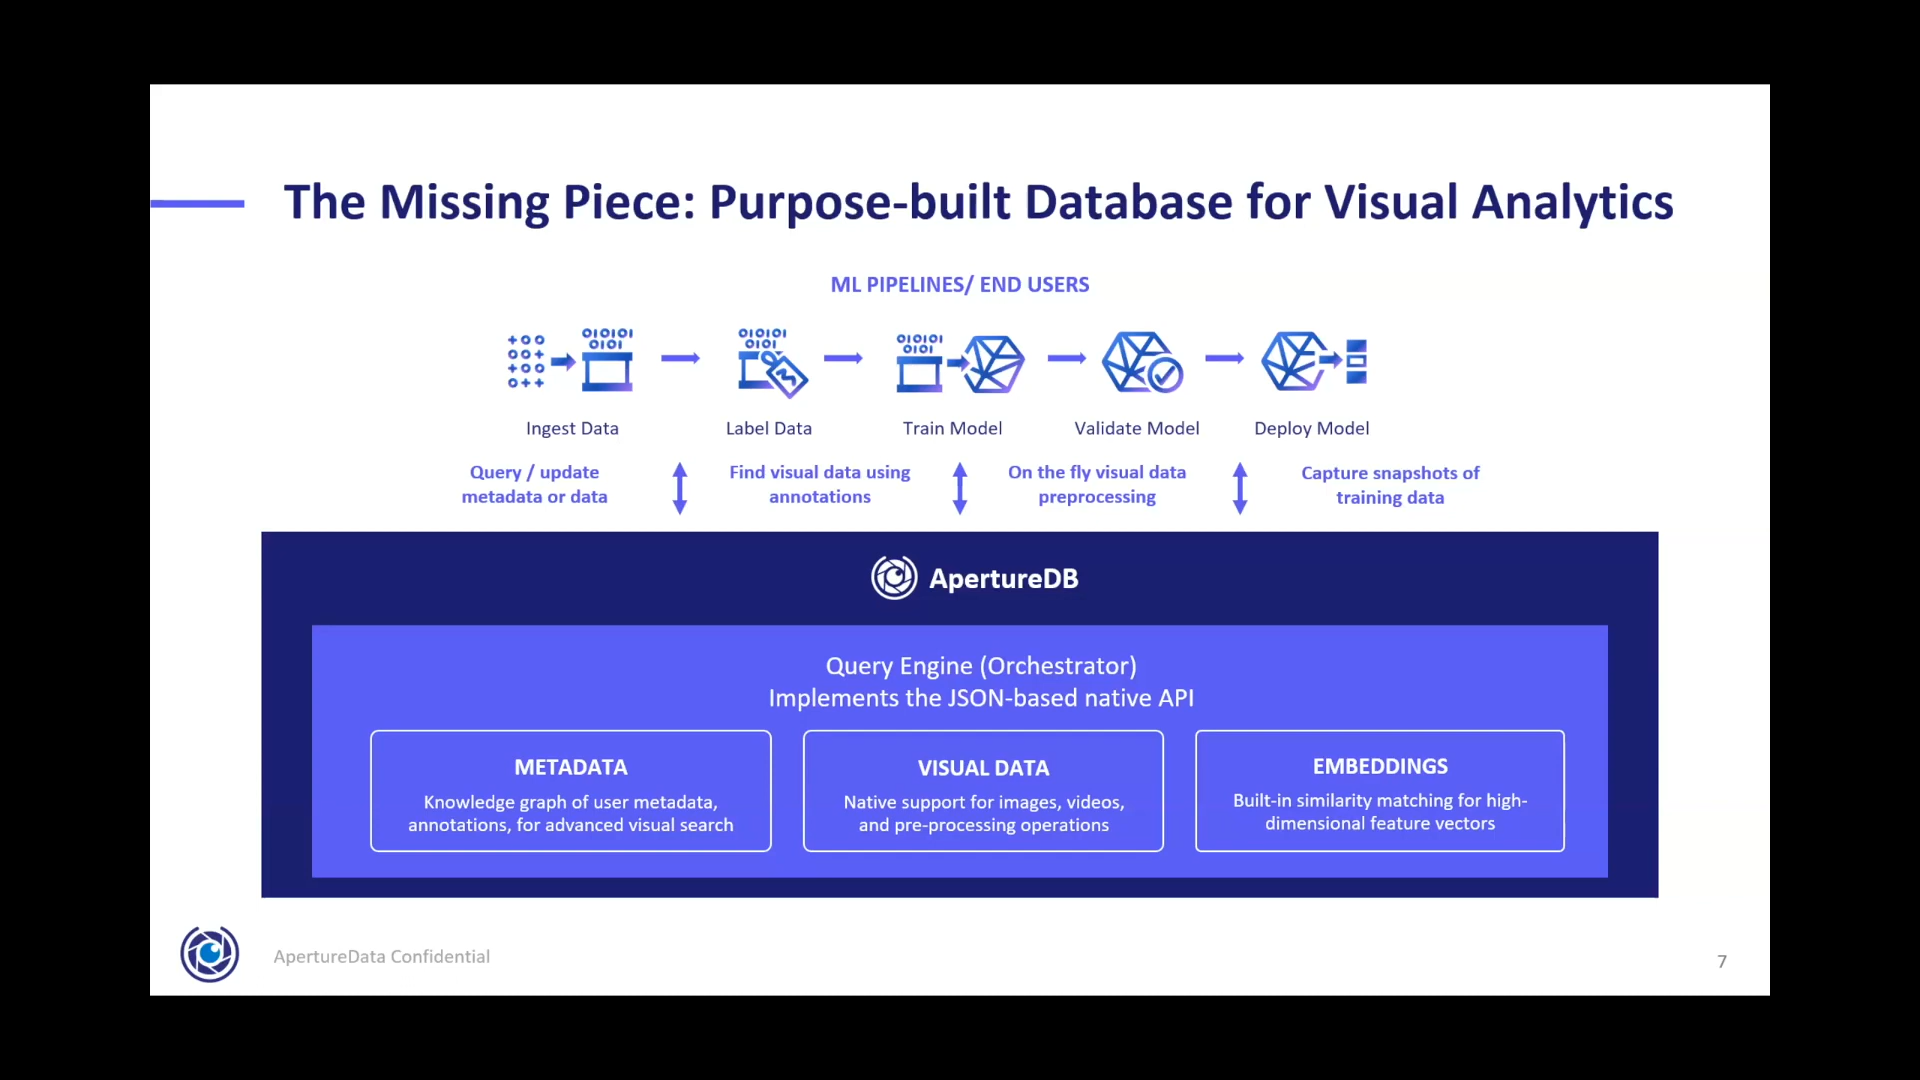 The Missing Piece: Purpose-built Database for Visual Analytics
ML PIPELINES/ END USERS
Ingest Data
Label Data
Train Model
Validate Model
Deploy Model
Query / update
metadata or data
Find visual data using
annotations
On the fly visual data
preprocessing
Capture snapshots of
training data
ApertureDB
Query Engine (Orchestrator)
Implements the JSON-based native API
METADATA
Knowledge graph of user metadata,
annotations, for advanced visual search
VISUAL DATA
Native support for images, videos,
and pre-processing operations
EMBEDDINGS
Built-in similarity matching for high-
dimensional feature vectors
ApertureData Confidential
7